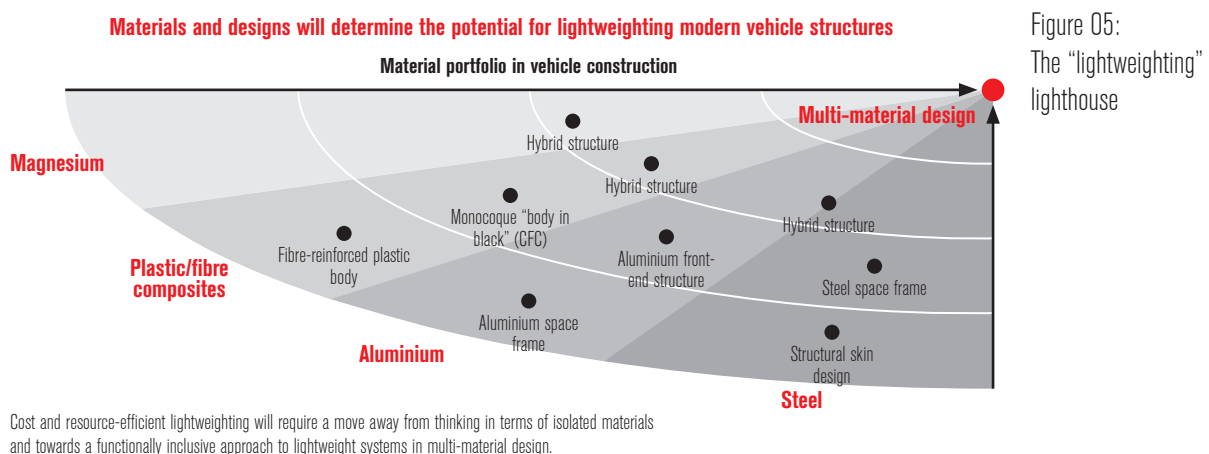 Materials and designs will determine the potential for lightweighting modern vehicle structures
Material portfolio in vehicle construction
Figure 05:
The “lightweighting”
lighthouse
Multi-material design
Hybrid structure
Magnesium
Hybrid structure
Monocoque “body in
black” (CFC)
Hybrid structure
Fibre-reinforced plastic
body
Aluminium front-
end structure
Plastic/fibre
composites
Steel space frame
Aluminium space
frame
Aluminium
Structural skin
design
Steel
Cost and resource-efficient lightweighting will require a move away from thinking in terms of isolated materials
and towards a functionally inclusive approach to lightweight systems in multi-material design.